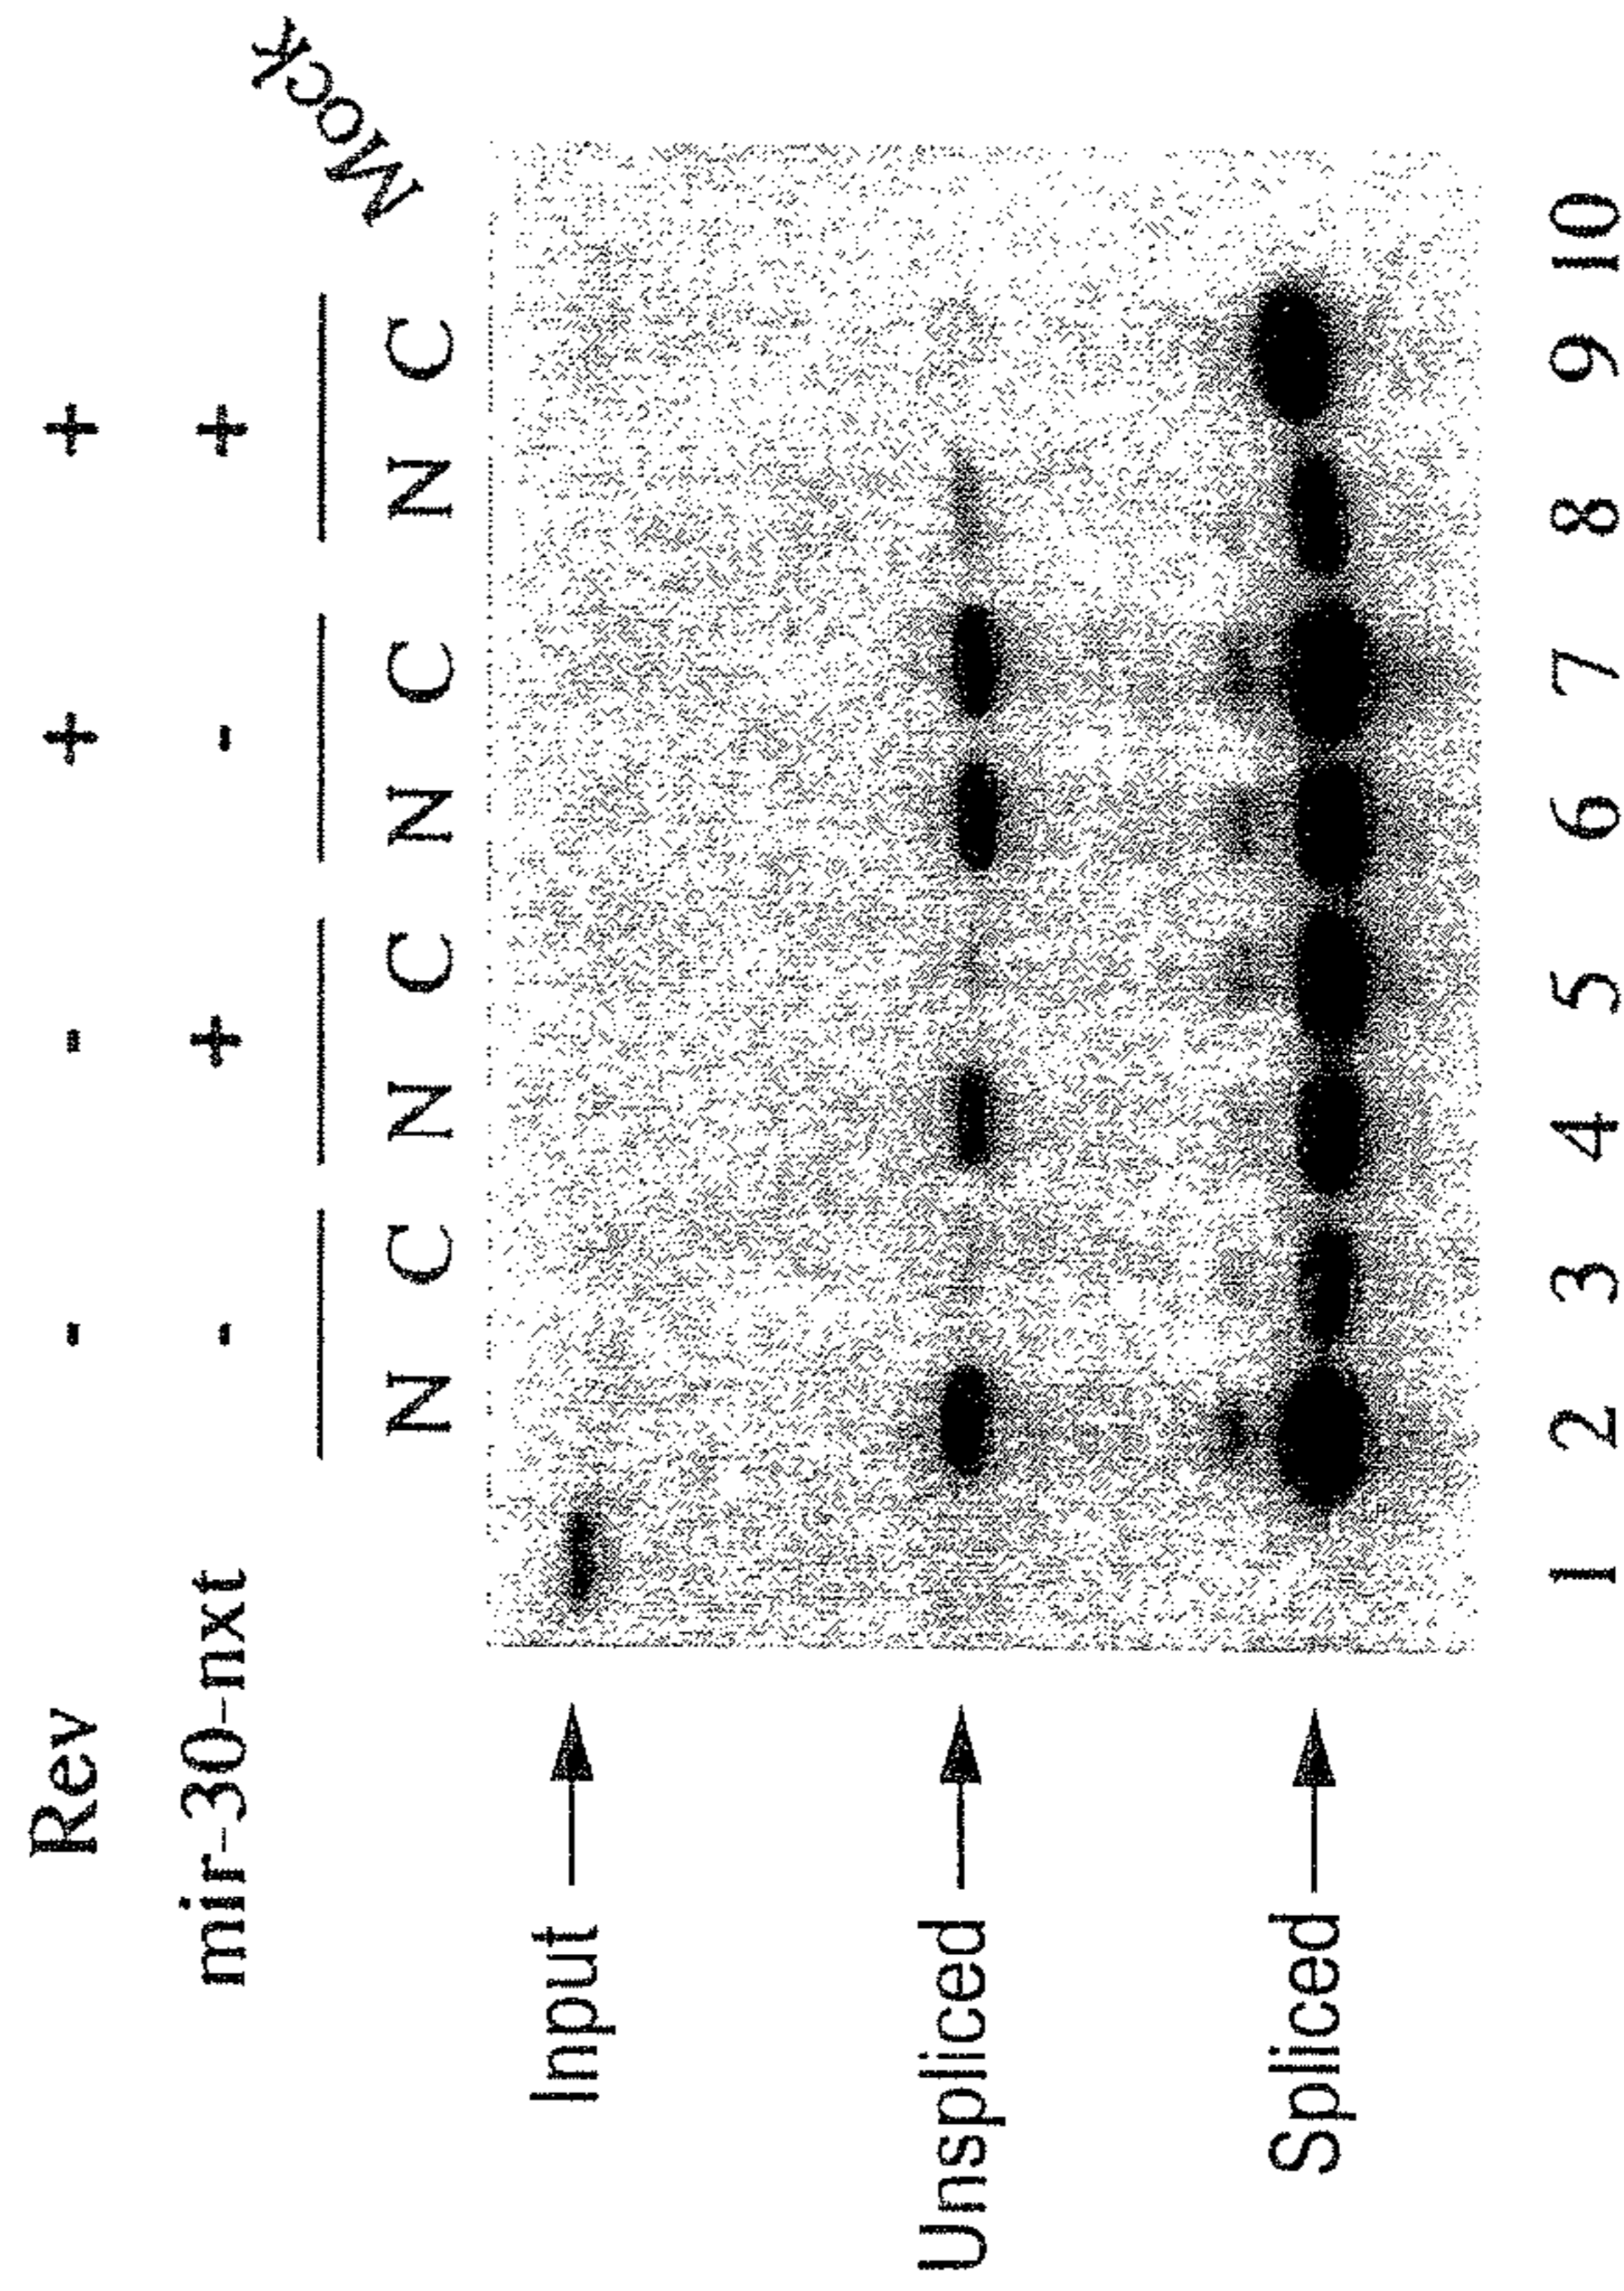 Rev - - + +
mir-30-nxt - + - +
Mock
N C N C N C N C
Input
Unspliced
Spliced
1 2 3 4 5 6 7 8 9 10